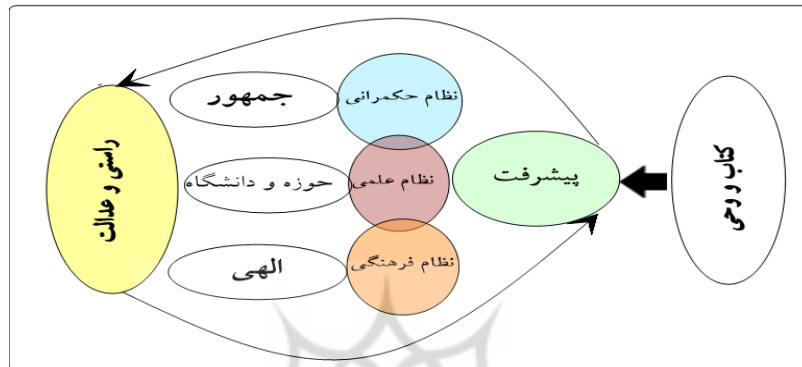 کتاب و وحی
پیشرفت
نظام حکمرانی
نظام علمی
نظام فرهنگی
جمهور
حوزه و دانشگاه
الهی
راستی و عدالت